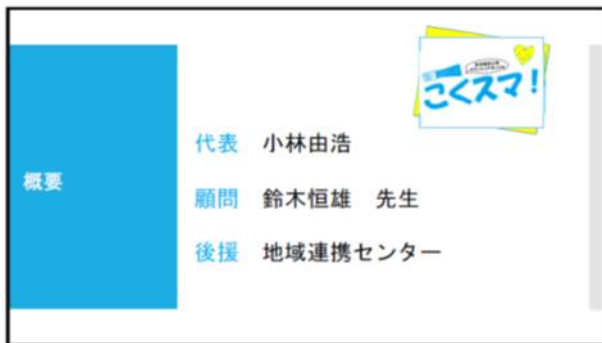 こくスマ！
代表　小林由浩
概要
顧問　鈴木恒雄　先生
後援　地域連携センター